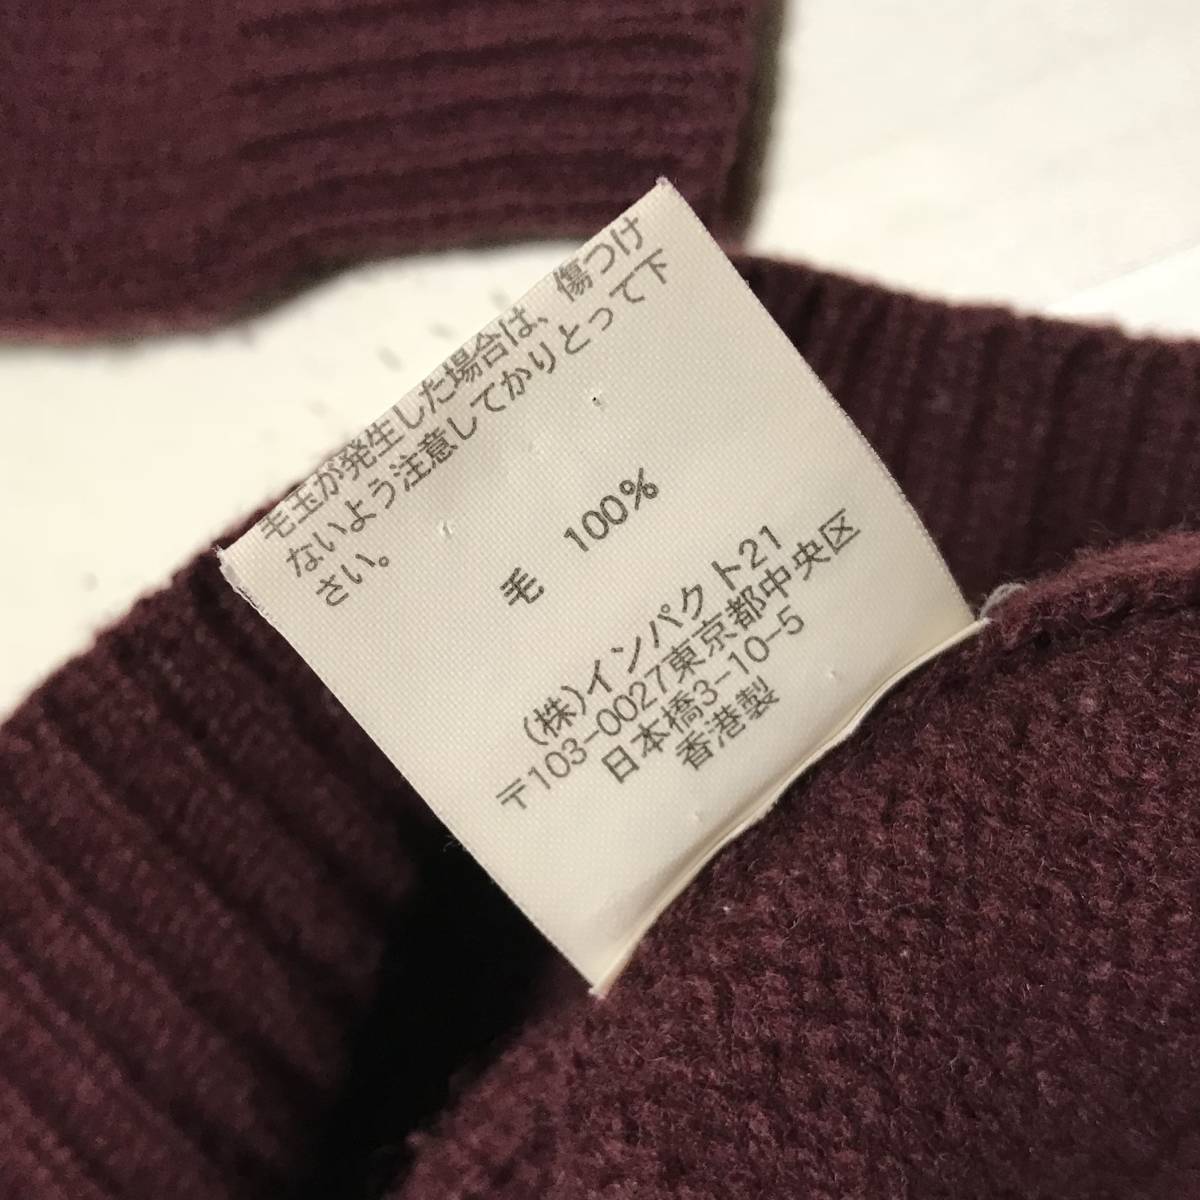 毛玉が発生した場合は、傷つけ
ないよう注意してかりとって下
さい。
毛 100%
(株)インパクト21
〒103-0027東京都中央区
日本橋3-10-5
香港製